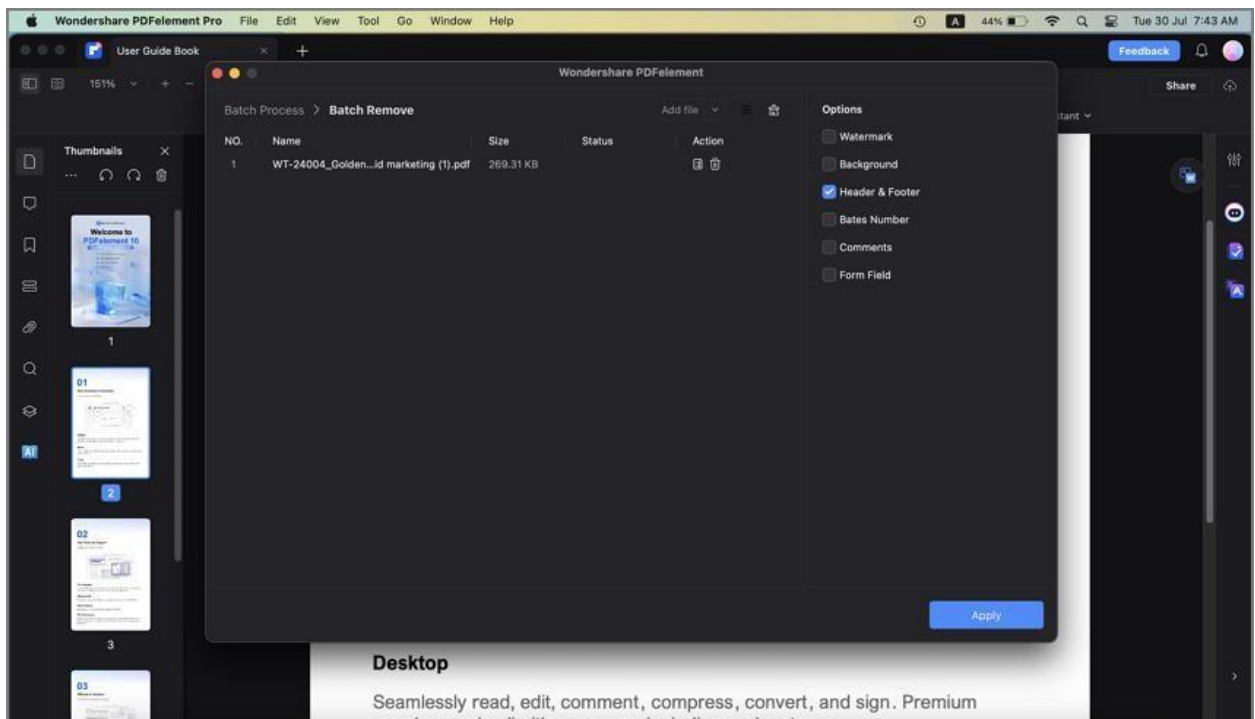 Wondershare PDFelement Pro File Edit View Tool Go Window Help A 44% Tue 30 Jul 7:43 AM
User Guide Book × + Feedback
151% + − Share
Wondershare PDFelement
Batch Process > Batch Remove Add file
Options
NO. Name Size Status Action
1 WT-24004_Golden...id marketing (1).pdf 269.31 KB
Watermark
Background
Header & Footer
Bates Number
Comments
Form Field
Apply
tant
Thumbnails ×
...
Welcome to
PDFelement 10
1
01
2
02
3
03
AI
W
A
Desktop
Seamlessly read, edit, comment, compress, convert, and sign. Premium